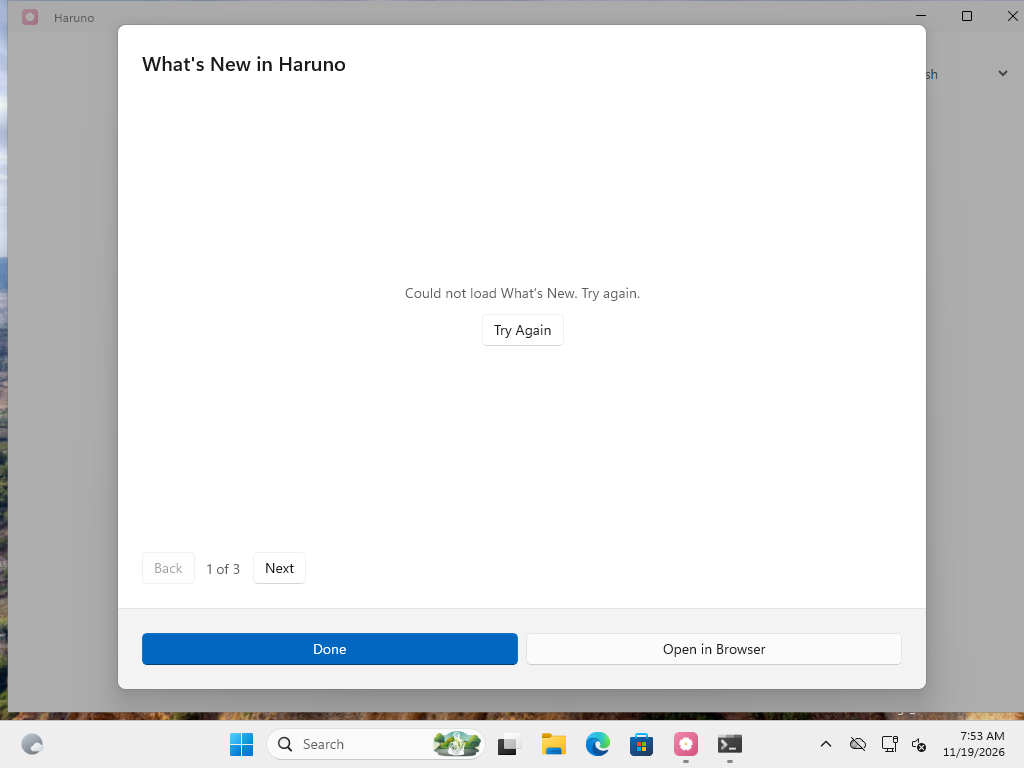 Haruno
What's New in Haruno
sh
Could not load What's New. Try again.
Try Again
Back
1 of 3
Next
Done
Open in Browser
Search
7:53 AM
11/19/2026